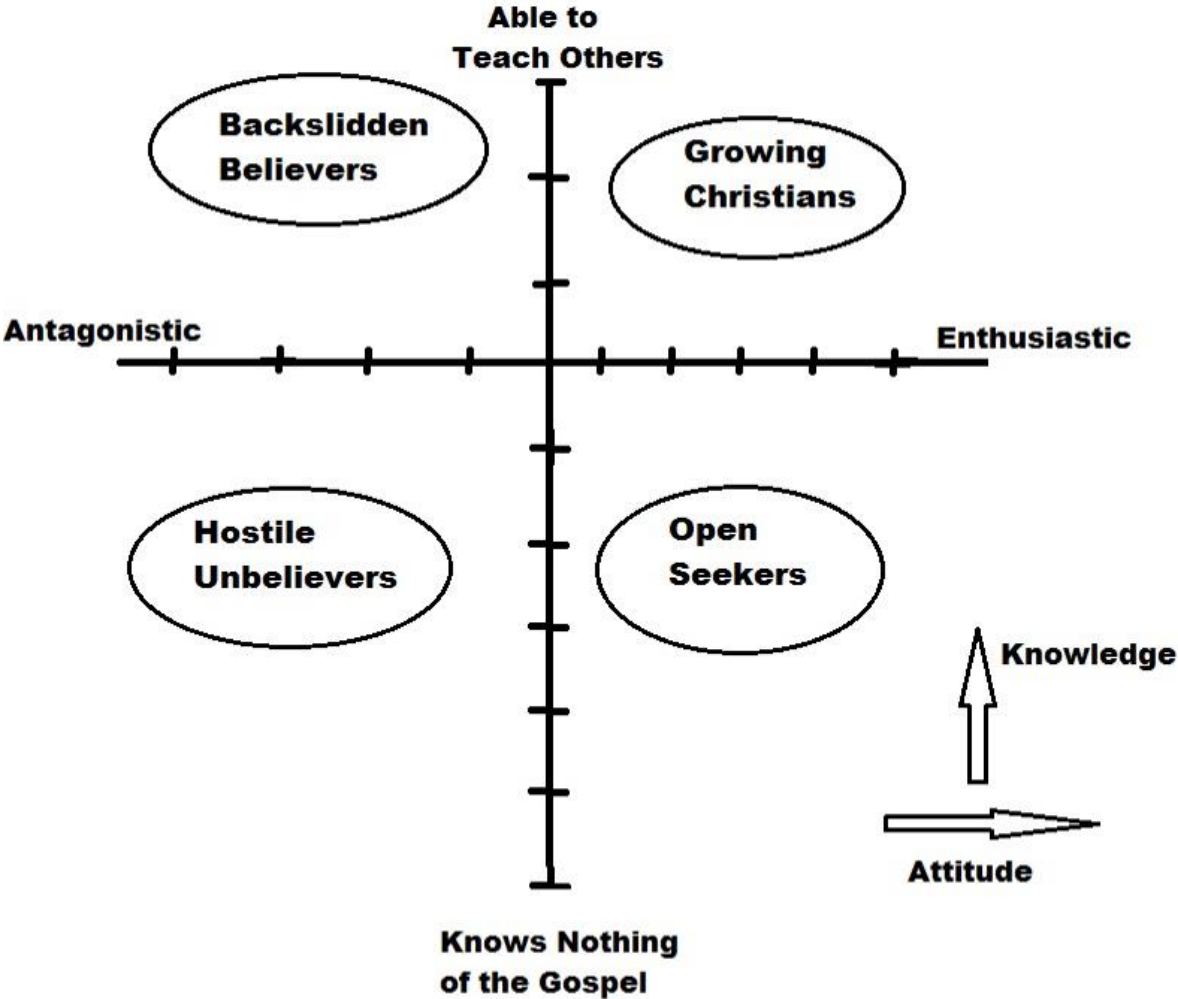 Able to
Teach Others
Backslidden
Believers
Growing
Christians
Antagonistic
Enthusiastic
Hostile
Unbelievers
Open
Seekers
Knowledge
Attitude
Knows Nothing
of the Gospel